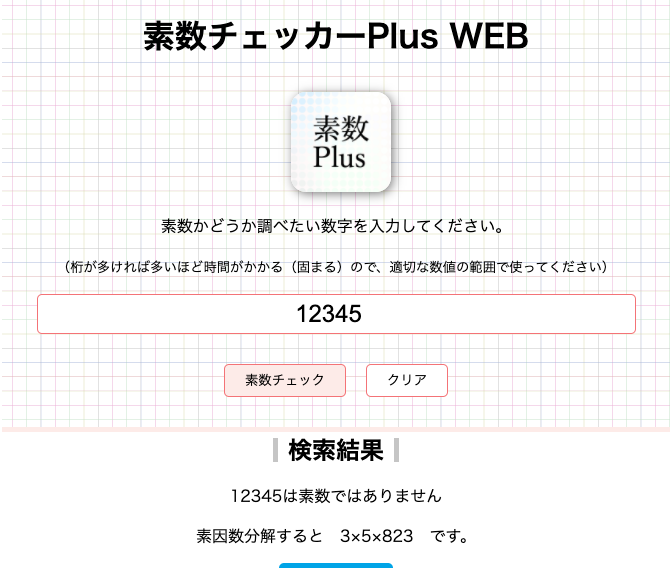 素数チェッカーPlus WEB
素数
Plus
素数かどうか調べたい数字を入力してください。
（桁が多ければ多いほど時間がかかる（固まる）ので、適切な数値の範囲で使ってください）
12345
素数チェック　クリア
検索結果
12345は素数ではありません
素因数分解すると　3×5×823　です。